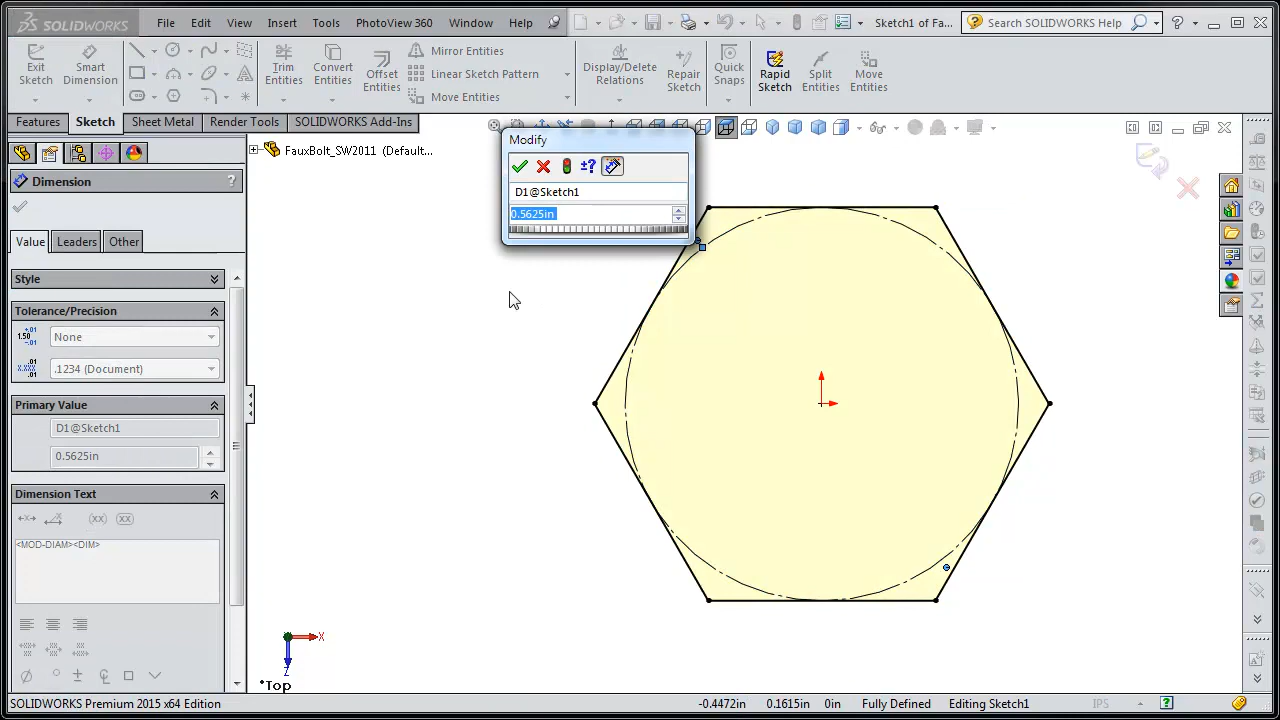 SOLIDWORKS File Edit View Insert Tools PhotoView 360 Window Help Sketch1 of Fa... Search SOLIDWORKS Help
Exit Sketch
Smart Dimension
Trim Entities
Convert Entities
Offset Entities
Mirror Entities
Linear Sketch Pattern
Move Entities
Display/Delete Relations
Repair Sketch
Quick Snaps
Rapid Sketch
Split Entities
Move Entities
Features Sketch Sheet Metal Render Tools SOLIDWORKS Add-Ins
FauxBolt_SW2011 (Default...
Modify
D1@Sketch1
0.5625in
Dimension ?
Value Leaders Other
Style
Tolerance/Precision
None
.1234 (Document)
Primary Value
D1@Sketch1
0.5625in
Dimension Text
(xx) (xx)
<MOD-DIAM><DIM>
X
Z
*Top
SOLIDWORKS Premium 2015 x64 Edition -0.4472in 0.1615in 0in Fully Defined Editing Sketch1 IPS